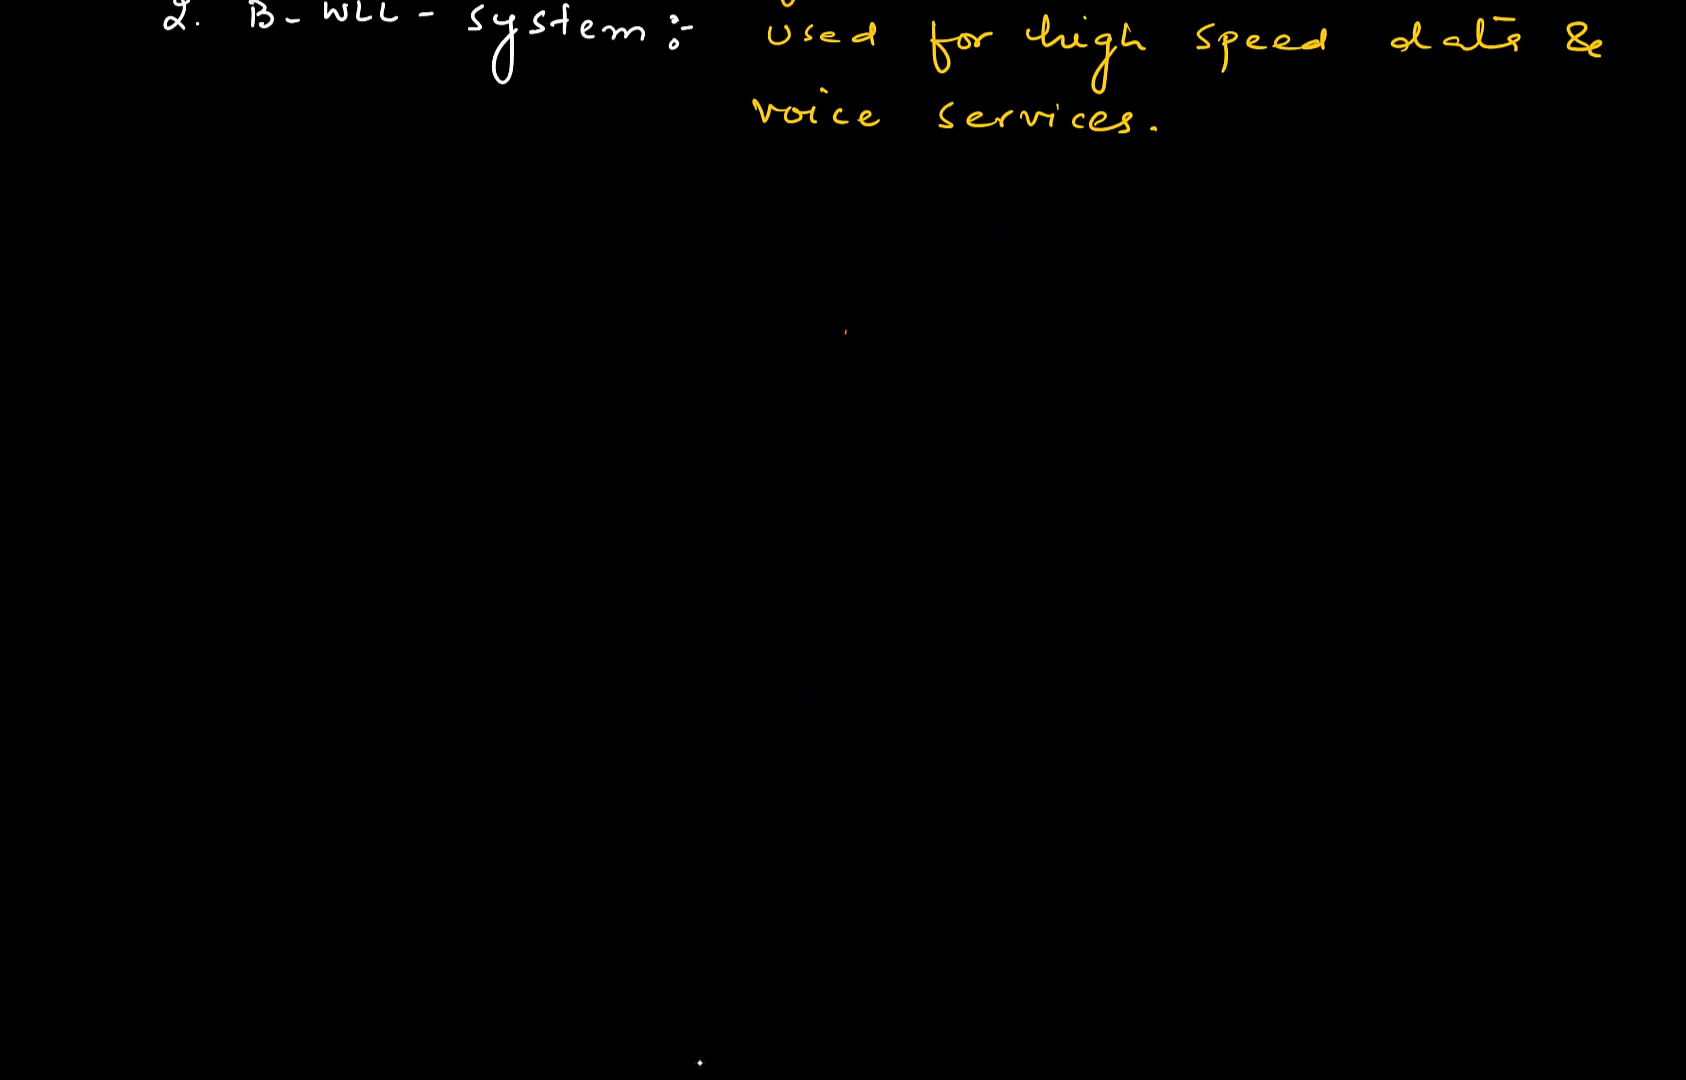 2. B-WLL-system:- used for high speed data &
voice services.